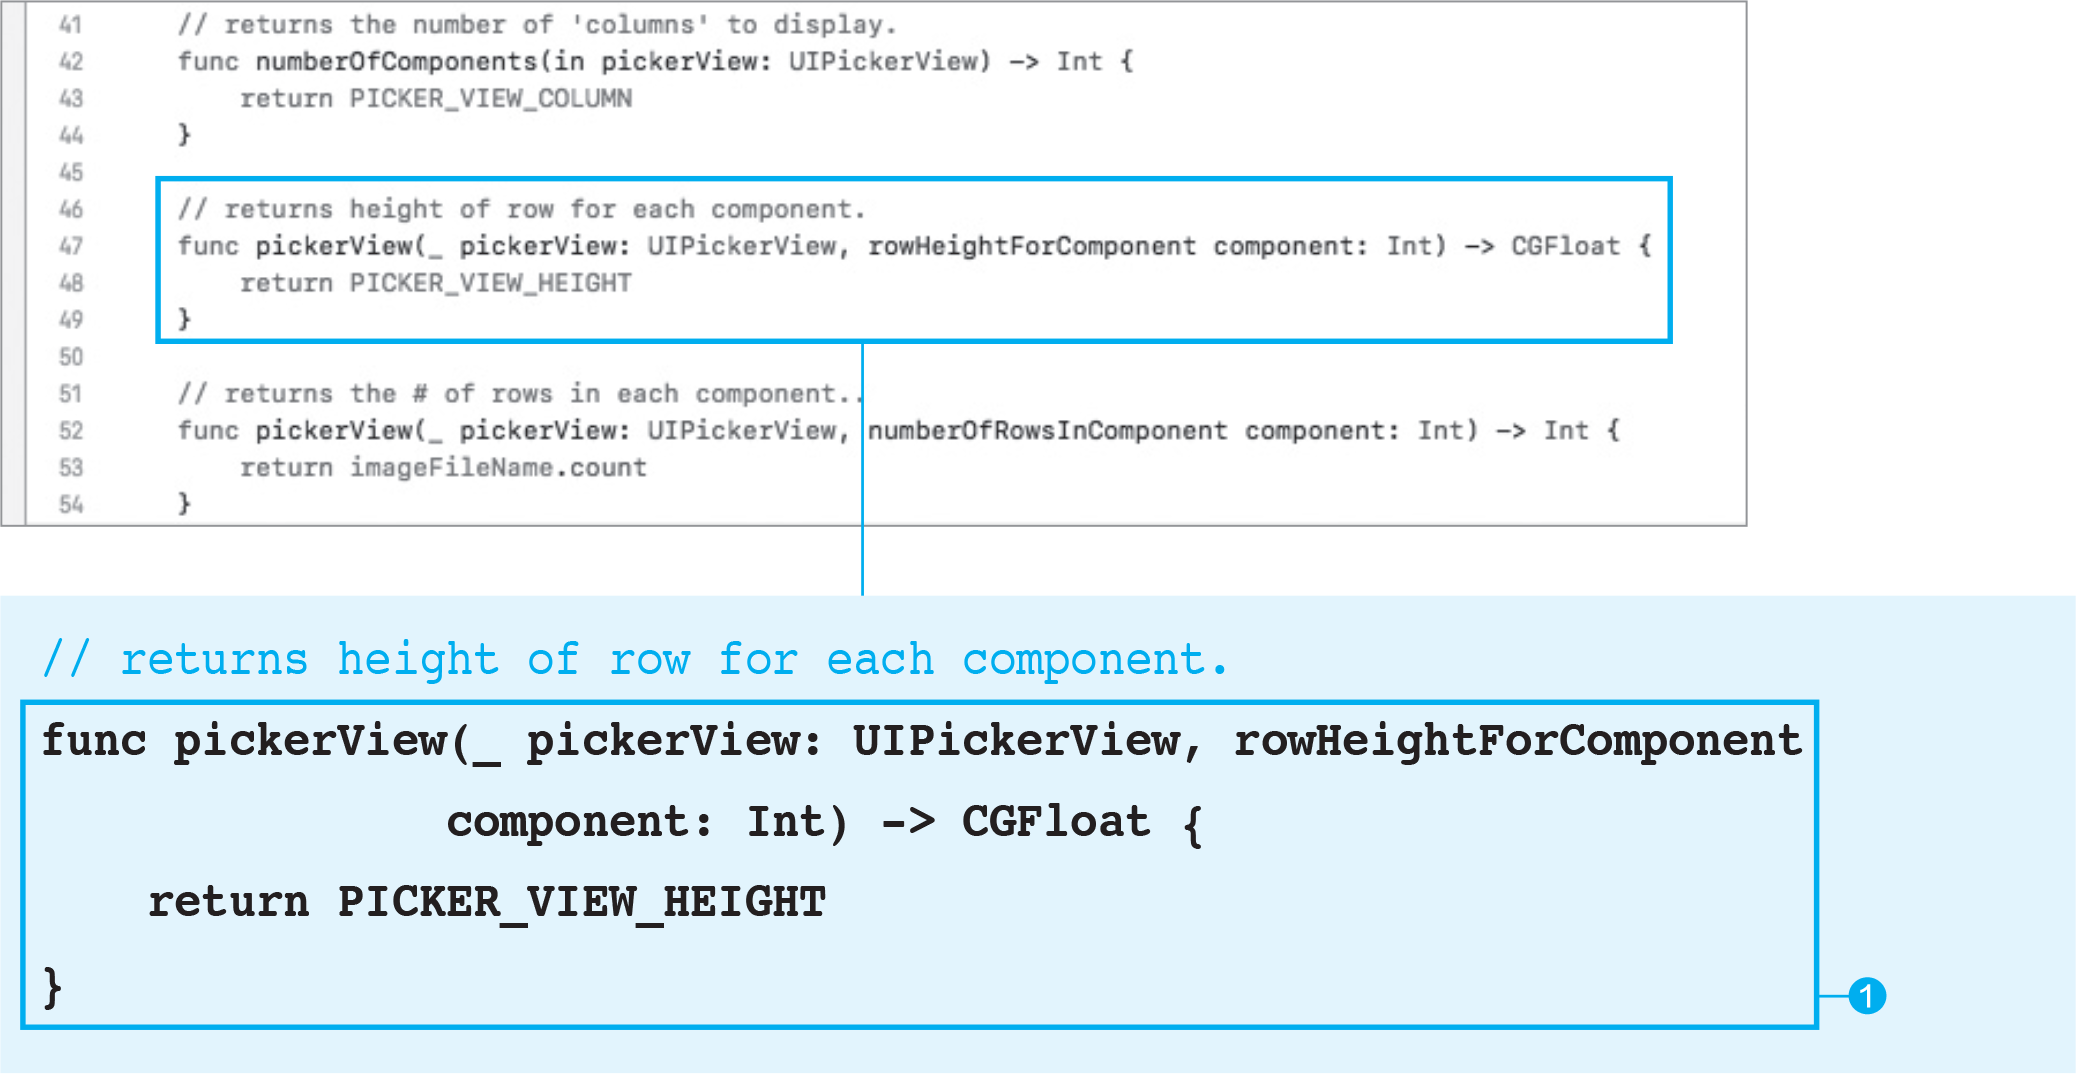 41 // returns the number of 'columns' to display.
42 func numberOfComponents(in pickerView: UIPickerView) -> Int {
43 return PICKER_VIEW_COLUMN
44 }
45
46 // returns height of row for each component.
47 func pickerView(_ pickerView: UIPickerView, rowHeightForComponent component: Int) -> CGFloat {
48 return PICKER_VIEW_HEIGHT
49 }
50
51 // returns the # of rows in each component..
52 func pickerView(_ pickerView: UIPickerView, numberOfRowsInComponent component: Int) -> Int {
53 return imageFileName.count
54 }
// returns height of row for each component.
func pickerView(_ pickerView: UIPickerView, rowHeightForComponent
component: Int) -> CGFloat {
return PICKER_VIEW_HEIGHT
}
1